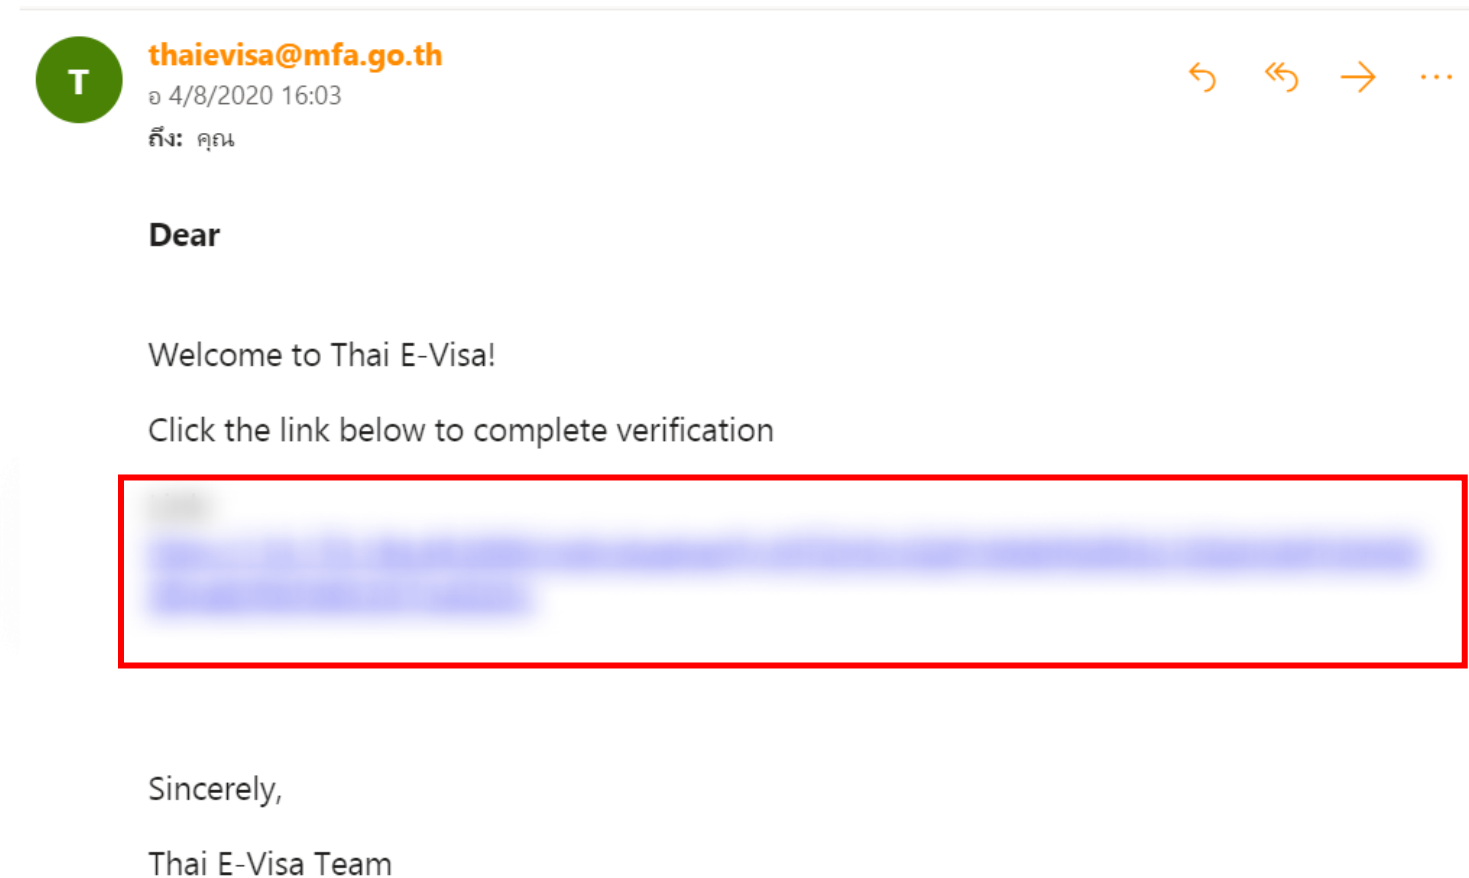 T
thaievisa@mfa.go.th
อ 4/8/2020 16:03
ถึง: คุณ
Dear
Welcome to Thai E-Visa!
Click the link below to complete verification
Sincerely,
Thai E-Visa Team